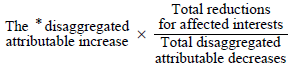 The *disaggregated
attributable increase
×
Total reductions
for affected interests
Total disaggregated
attributable decreases